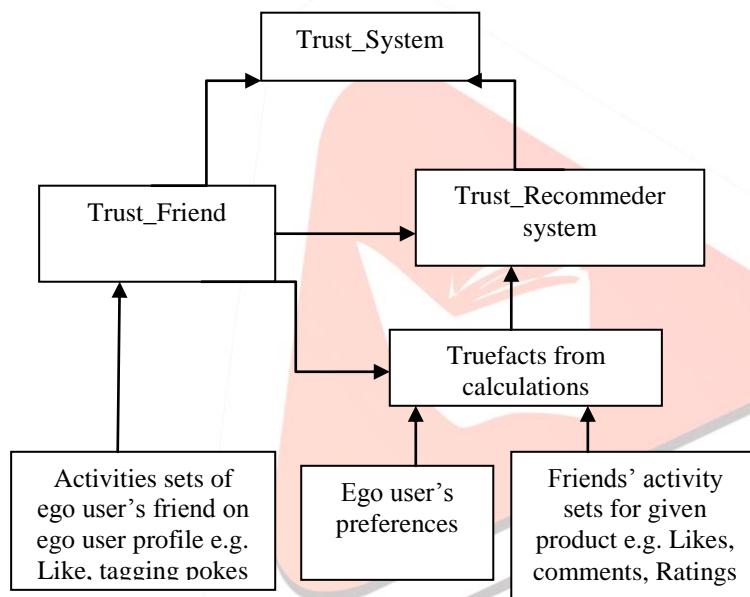 Trust_System
Trust_Friend
Trust_Recommeder
system
Truefacts from
calculations
Activities sets of
ego user's friend on
ego user profile e.g.
Like, tagging pokes
Ego user's
preferences
Friends' activity
sets for given
product e.g. Likes,
comments, Ratings